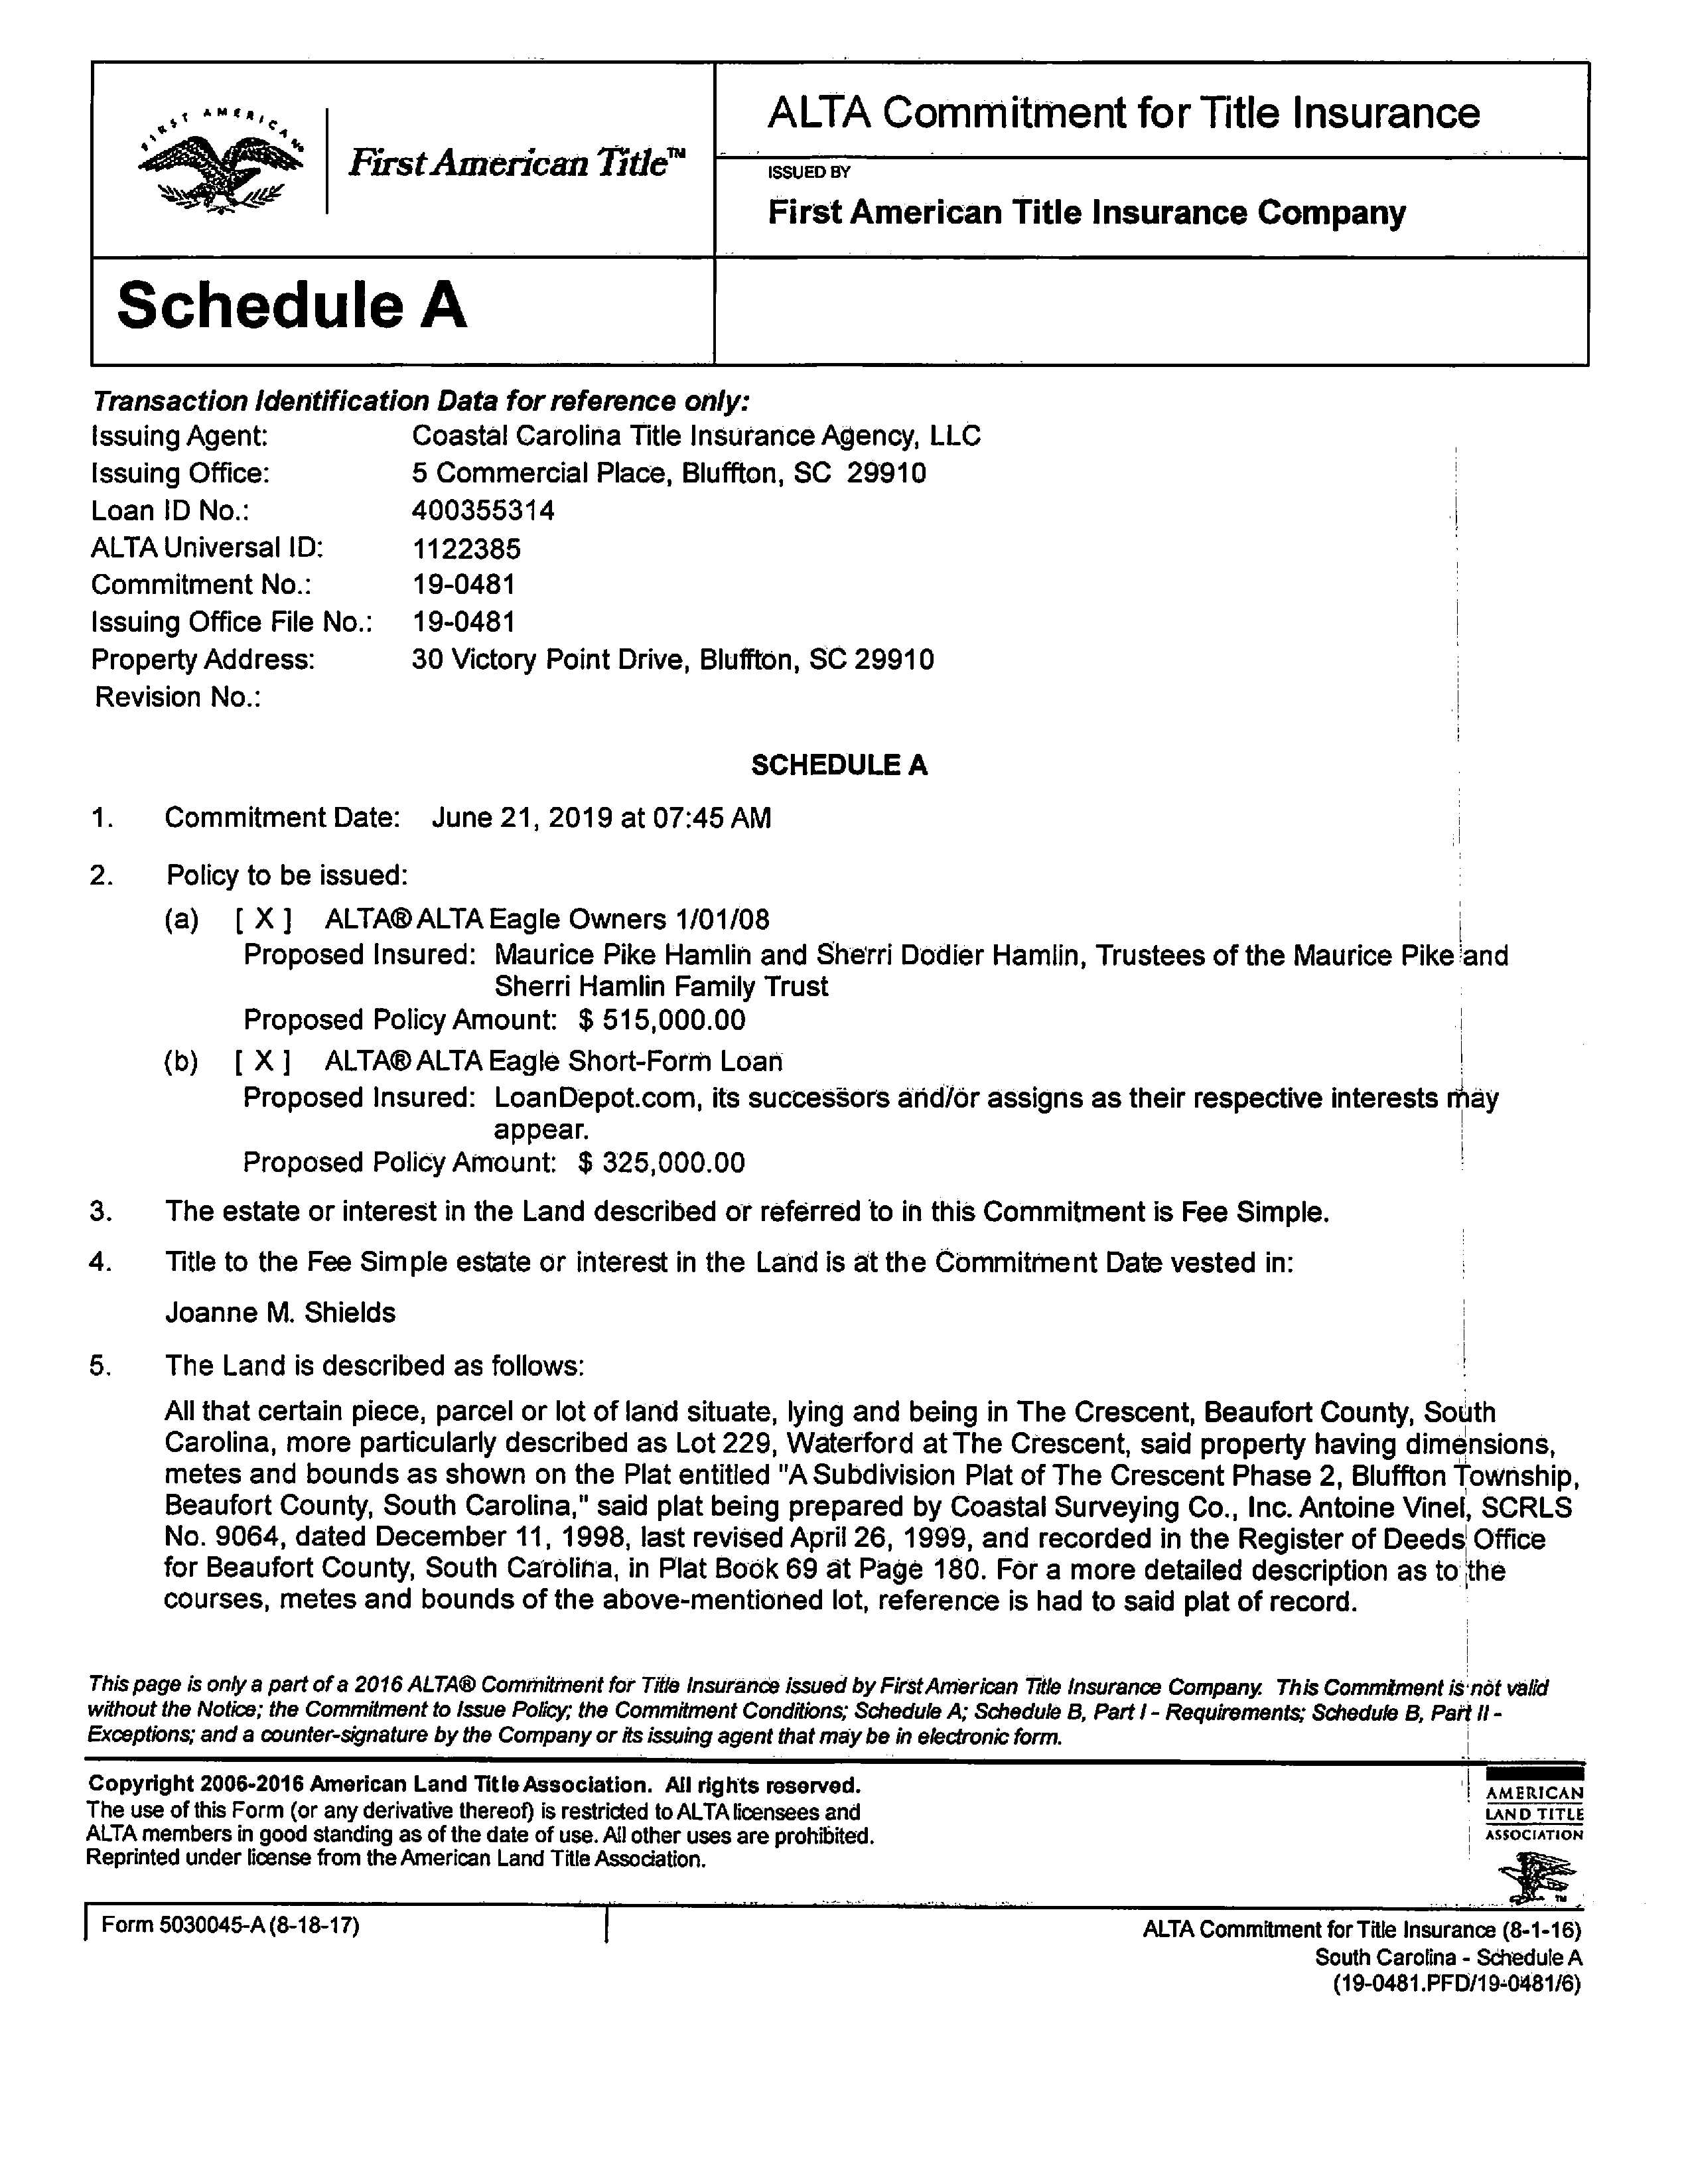 FIRST AMERICAN
First American Title™
ALTA Commitment for Title Insurance
ISSUED BY
First American Title Insurance Company
Schedule A
Transaction Identification Data for reference only:
Issuing Agent: Coastal Carolina Title Insurance Agency, LLC
Issuing Office: 5 Commercial Place, Bluffton, SC 29910
Loan ID No.: 400355314
ALTA Universal ID: 1122385
Commitment No.: 19-0481
Issuing Office File No.: 19-0481
Property Address: 30 Victory Point Drive, Bluffton, SC 29910
Revision No.:
SCHEDULE A
1. Commitment Date: June 21, 2019 at 07:45 AM
2. Policy to be issued:
(a) [ X ] ALTA® ALTA Eagle Owners 1/01/08
Proposed Insured: Maurice Pike Hamlin and Sherri Dodier Hamlin, Trustees of the Maurice Pike and
Sherri Hamlin Family Trust
Proposed Policy Amount: $ 515,000.00
(b) [ X ] ALTA® ALTA Eagle Short-Form Loan
Proposed Insured: LoanDepot.com, its successors and/or assigns as their respective interests may
appear.
Proposed Policy Amount: $ 325,000.00
3. The estate or interest in the Land described or referred to in this Commitment is Fee Simple.
4. Title to the Fee Simple estate or interest in the Land is at the Commitment Date vested in:
Joanne M. Shields
5. The Land is described as follows:
All that certain piece, parcel or lot of land situate, lying and being in The Crescent, Beaufort County, South
Carolina, more particularly described as Lot 229, Waterford at The Crescent, said property having dimensions,
metes and bounds as shown on the Plat entitled "A Subdivision Plat of The Crescent Phase 2, Bluffton Township,
Beaufort County, South Carolina," said plat being prepared by Coastal Surveying Co., Inc. Antoine Vinel, SCRLS
No. 9064, dated December 11, 1998, last revised April 26, 1999, and recorded in the Register of Deeds Office
for Beaufort County, South Carolina, in Plat Book 69 at Page 180. For a more detailed description as to the
courses, metes and bounds of the above-mentioned lot, reference is had to said plat of record.
This page is only a part of a 2016 ALTA® Commitment for Title Insurance issued by First American Title Insurance Company. This Commitment is not valid
without the Notice; the Commitment to Issue Policy; the Commitment Conditions; Schedule A; Schedule B, Part I - Requirements; Schedule B, Part II -
Exceptions; and a counter-signature by the Company or its issuing agent that may be in electronic form.
Copyright 2006-2016 American Land Title Association. All rights reserved.
The use of this Form (or any derivative thereof) is restricted to ALTA licensees and
ALTA members in good standing as of the date of use. All other uses are prohibited.
Reprinted under license from the American Land Title Association.
AMERICAN
LAND TITLE
ASSOCIATION
TM
Form 5030045-A (8-18-17)
ALTA Commitment for Title Insurance (8-1-16)
South Carolina - Schedule A
(19-0481.PFD/19-0481/6)